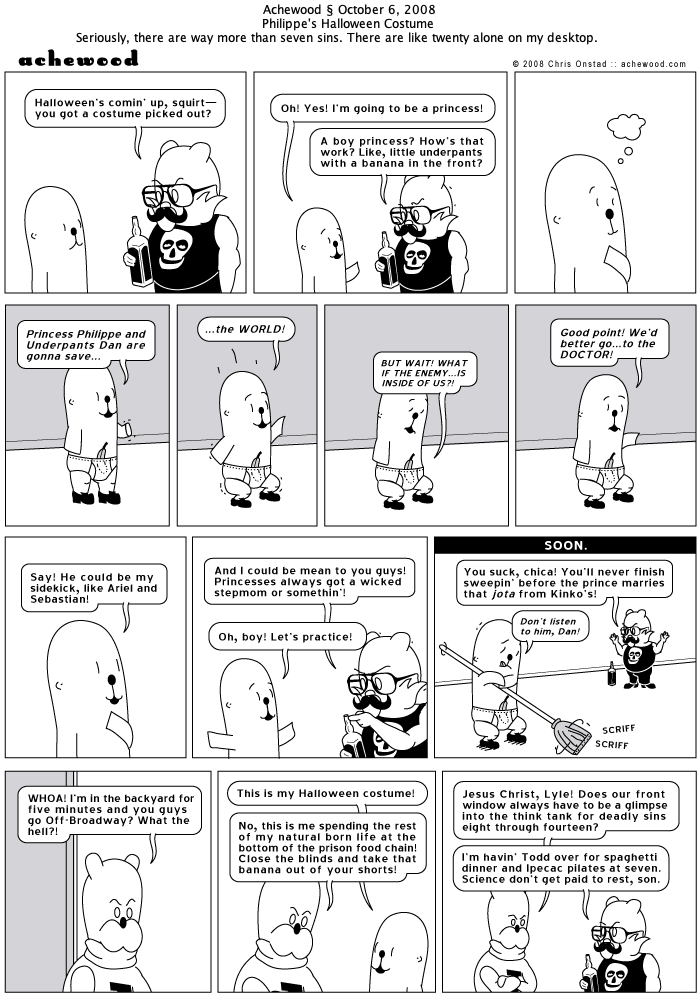 Achewood § October 6, 2008
Philippe's Halloween Costume
Seriously, there are way more than seven sins. There are like twenty alone on my desktop.
achewood
© 2008 Chris Onstad :: achewood.com
Halloween's comin' up, squirt—
you got a costume picked out?
Oh! Yes! I'm going to be a princess!
A boy princess? How's that
work? Like, little underpants
with a banana in the front?
Princess Philippe and
Underpants Dan are
gonna save...
...the WORLD!
BUT WAIT! WHAT
IF THE ENEMY...IS
INSIDE OF US?!
Good point! We'd
better go...to the
DOCTOR!
Say! He could be my
sidekick, like Ariel and
Sebastian!
And I could be mean to you guys!
Princesses always got a wicked
stepmom or somethin'!
Oh, boy! Let's practice!
SOON.
You suck, chica! You'll never finish
sweepin' before the prince marries
that jota from Kinko's!
Don't listen
to him, Dan!
SCRIFF
SCRIFF
WHOA! I'm in the backyard for
five minutes and you guys
go Off-Broadway? What the
hell?!
This is my Halloween costume!
No, this is me spending the rest
of my natural born life at the
bottom of the prison food chain!
Close the blinds and take that
banana out of your shorts!
Jesus Christ, Lyle! Does our front
window always have to be a glimpse
into the think tank for deadly sins
eight through fourteen?
I'm havin' Todd over for spaghetti
dinner and Ipecac pilates at seven.
Science don't get paid to rest, son.